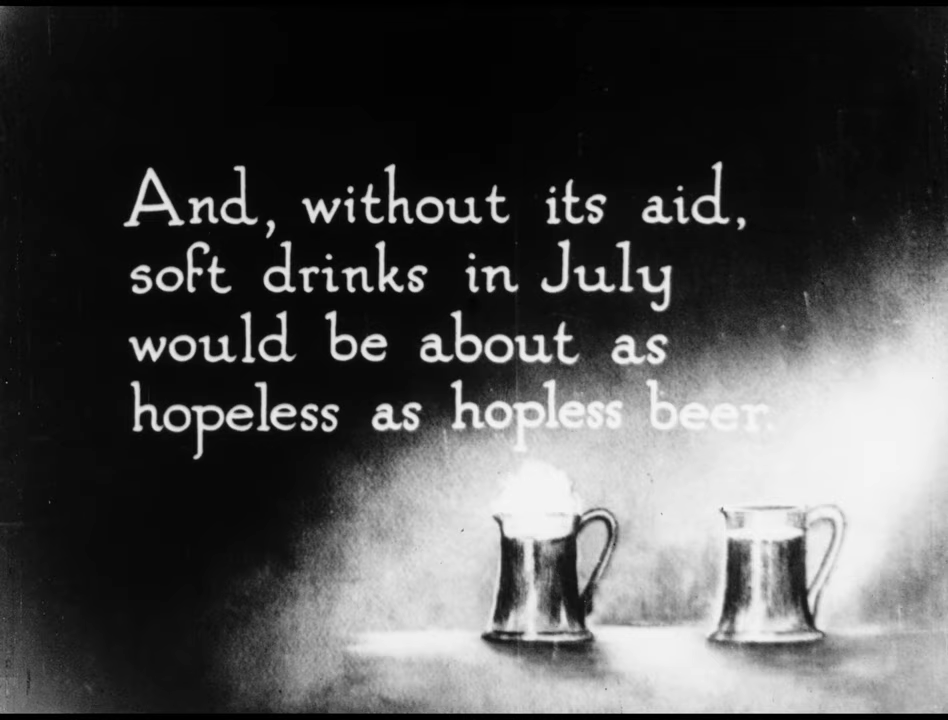 And, without its aid,
soft drinks in July
would be about as
hopeless as hopless beer.